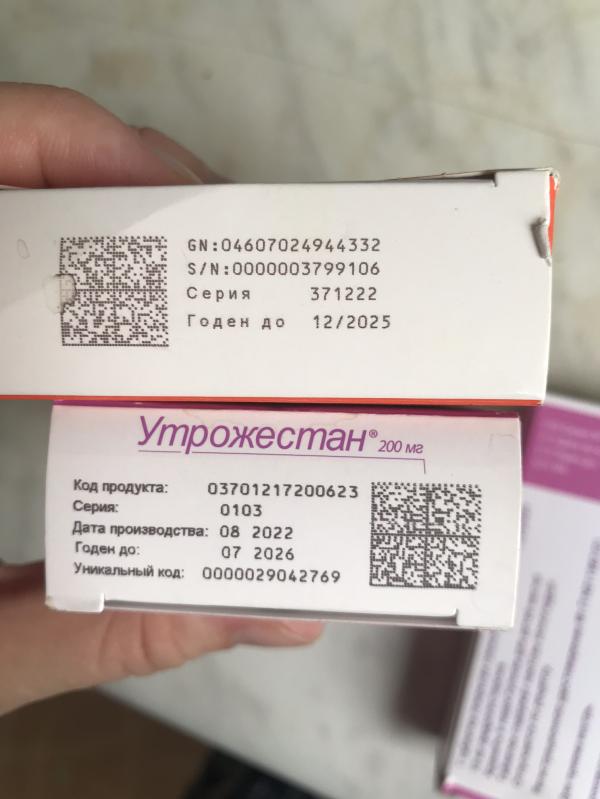 GN:04607024944332
S/N:0000003799106
Серия 371222
Годен до 12/2025
Утрожестан® 200 мг
Код продукта: 03701217200623
Серия: 0103
Дата производства: 08 2022
Годен до: 07 2026
Уникальный код: 0000029042769